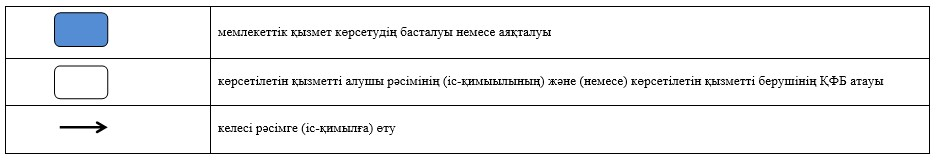 мемлекеттік қызмет көрсетудің басталуы немесе аяқталуы
көрсетілетін қызметті алушы рәсімінің (іс-қимыылының) және (немесе) көрсетілетін қызметті берушінің ҚФБ атауы
келесі рәсімге (іс-қимылға) өту